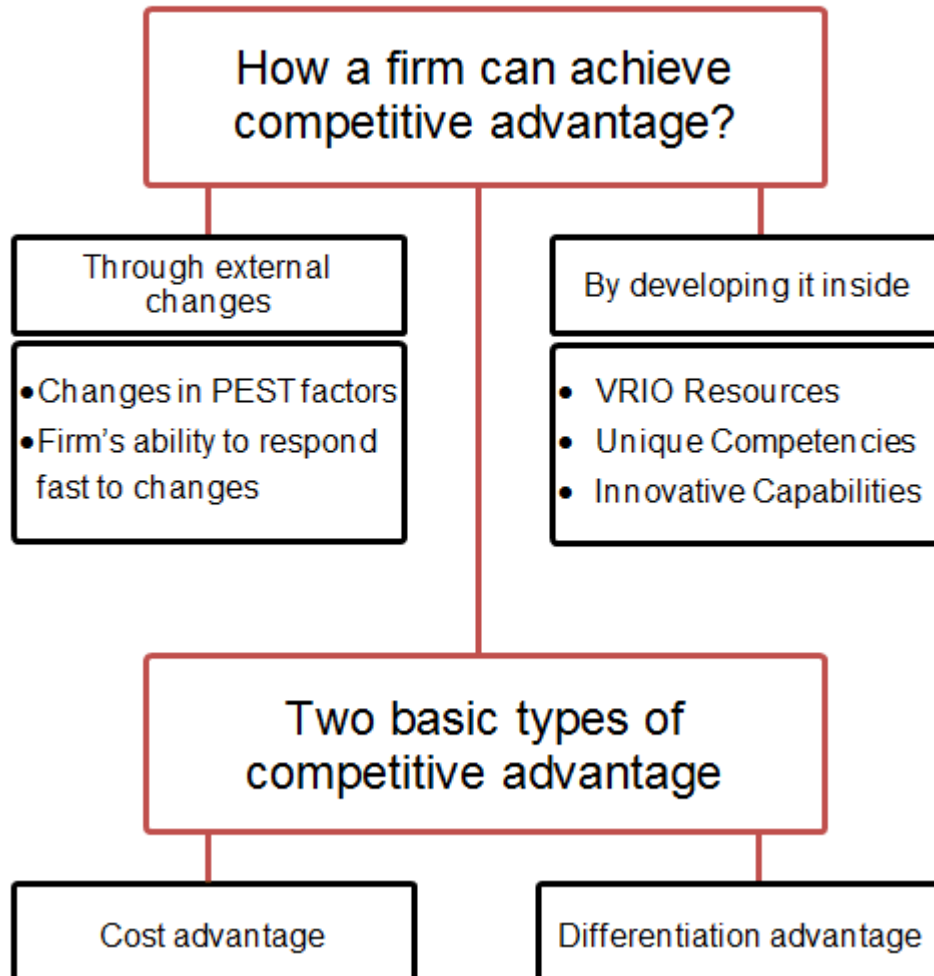 How a firm can achieve
competitive advantage?
Through external
changes
• Changes in PEST factors
• Firm's ability to respond
fast to changes
By developing it inside
• VRIO Resources
• Unique Competencies
• Innovative Capabilities
Two basic types of
competitive advantage
Cost advantage
Differentiation advantage